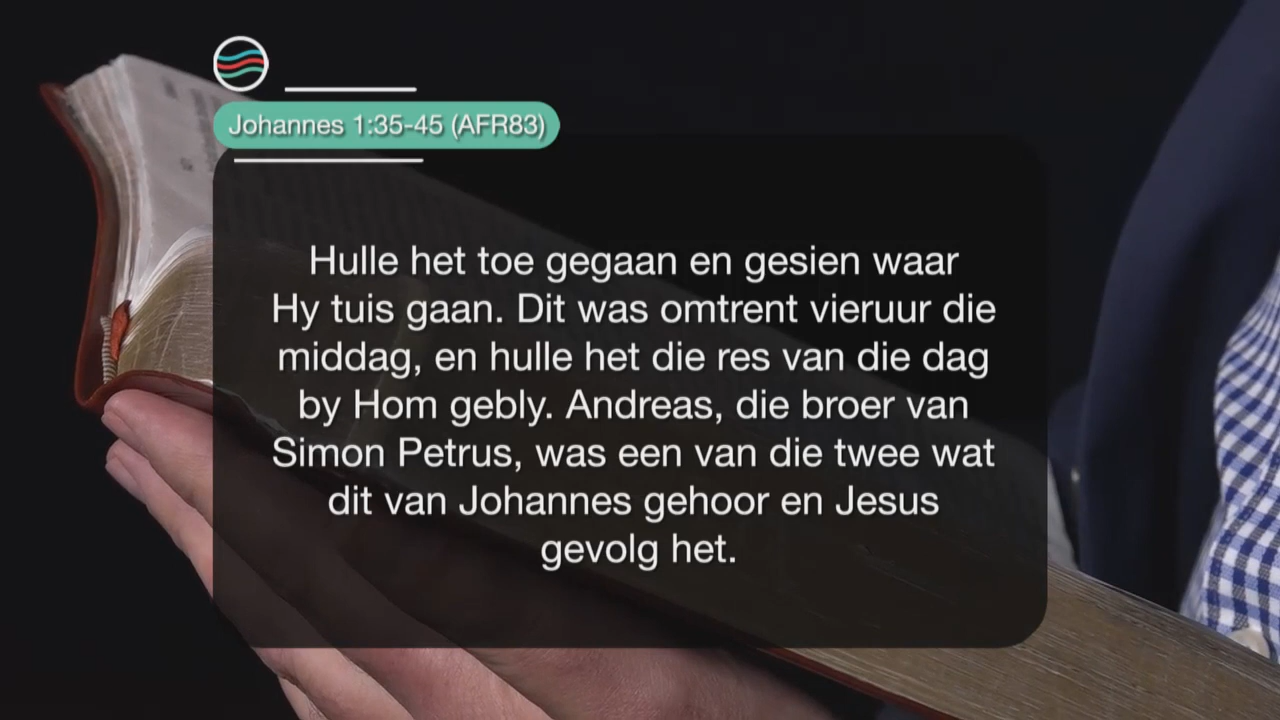 Johannes 1:35-45 (AFR83)
Hulle het toe gegaan en gesien waar
Hy tuis gaan. Dit was omtrent vieruur die
middag, en hulle het die res van die dag
by Hom gebly. Andreas, die broer van
Simon Petrus, was een van die twee wat
dit van Johannes gehoor en Jesus
gevolg het.